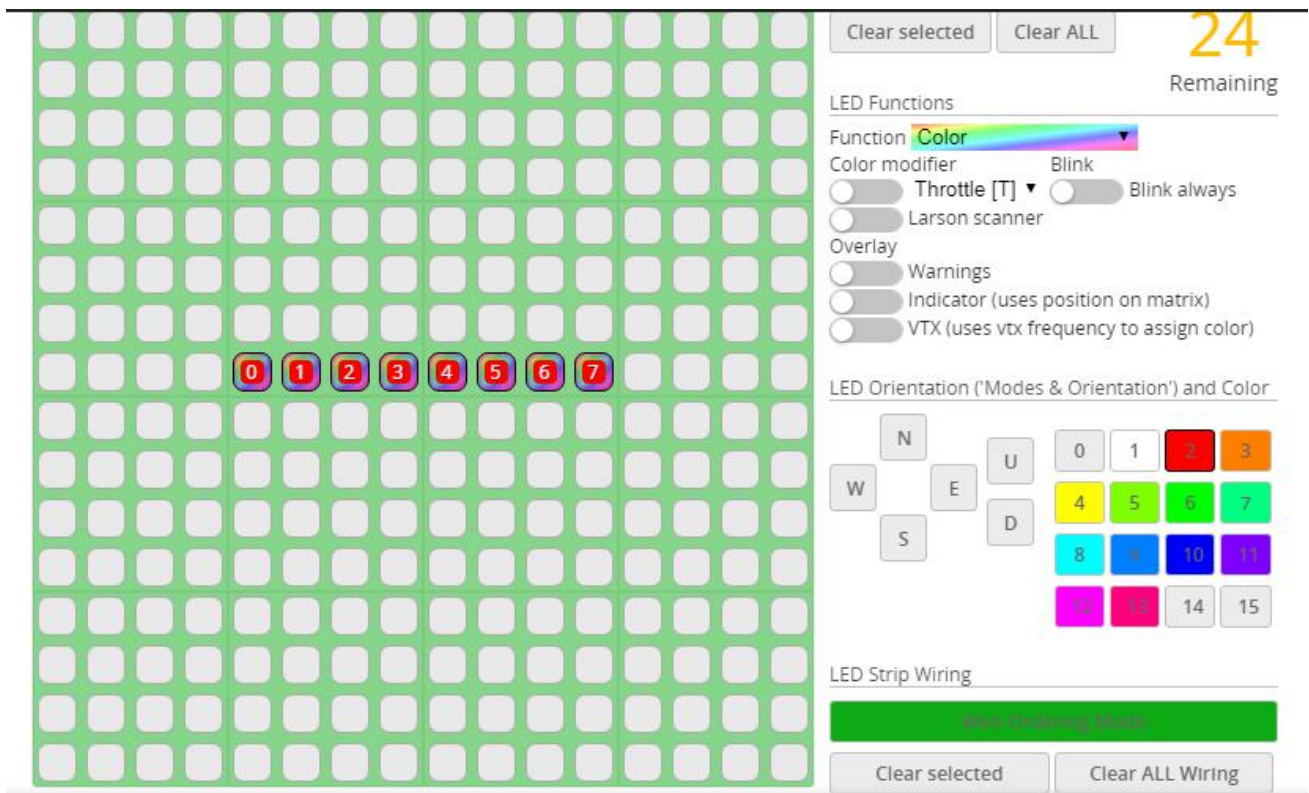 Clear selected Clear ALL 24
Remaining
LED Functions
Function Color
Color modifier Blink
Throttle [T] Blink always
Larson scanner
Overlay
Warnings
Indicator (uses position on matrix)
VTX (uses vtx frequency to assign color)
0 1 2 3 4 5 6 7
LED Orientation ('Modes & Orientation') and Color
N
W E
S
U
D
0 1 2 3
4 5 6 7
8 9 10 11
12 13 14 15
LED Strip Wiring
Wire Ordering Mode
Clear selected Clear ALL Wiring